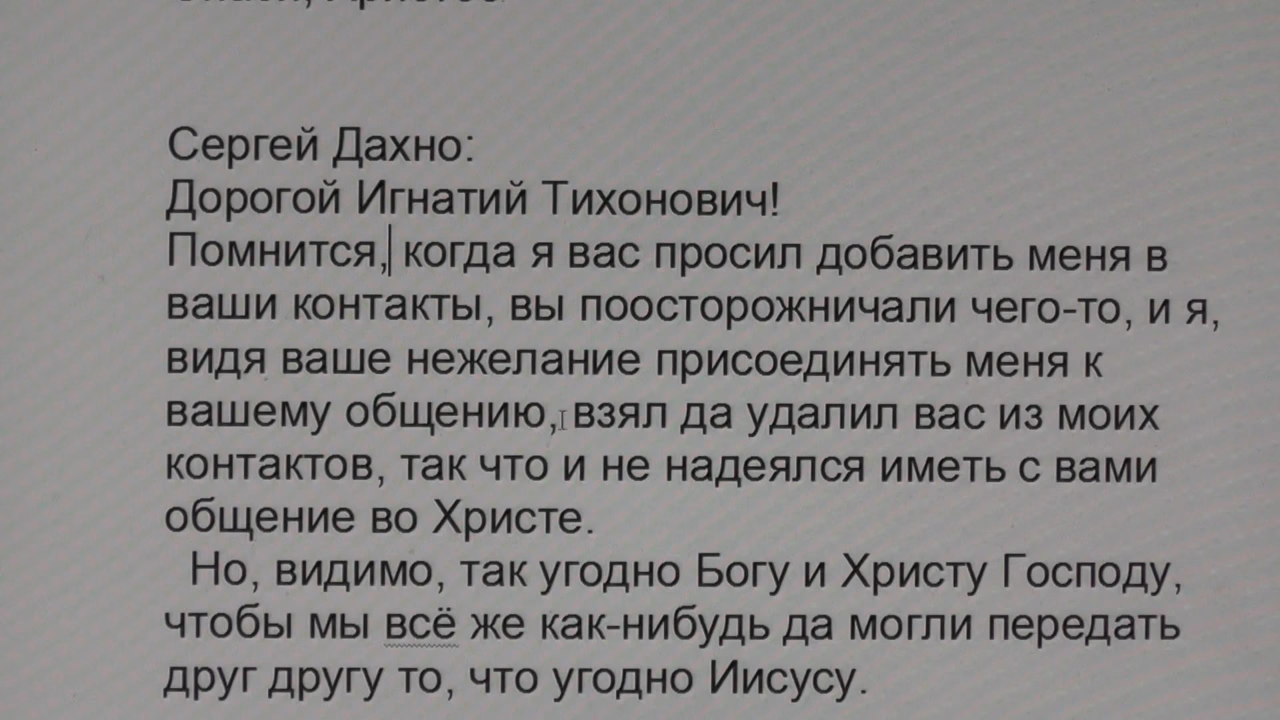 Сергей Дахно:
Дорогой Игнатий Тихонович!
Помнится, когда я вас просил добавить меня в
ваши контакты, вы поосторожничали чего-то, и я,
видя ваше нежелание присоединять меня к
вашему общению, взял да удалил вас из моих
контактов, так что и не надеялся иметь с вами
общение во Христе.
Но, видимо, так угодно Богу и Христу Господу,
чтобы мы всё же как-нибудь да могли передать
друг другу то, что угодно Иисусу.